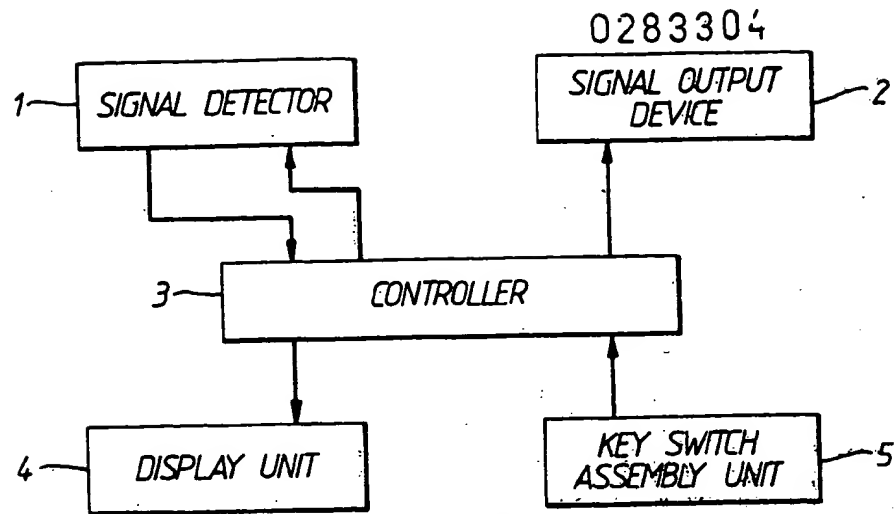 0283304
1 SIGNAL DETECTOR
SIGNAL OUTPUT
DEVICE 2
3 CONTROLLER
4 DISPLAY UNIT
KEY SWITCH
ASSEMBLY UNIT 5